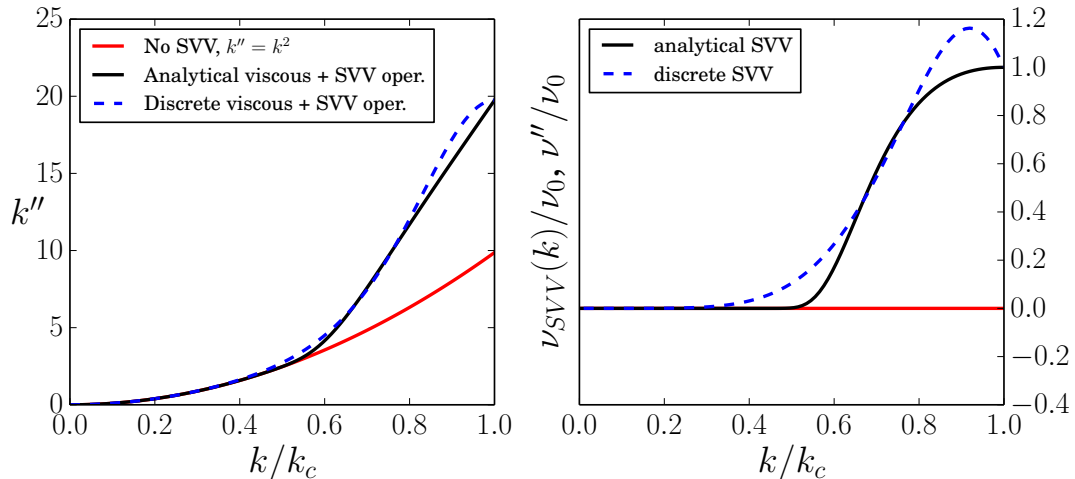 25
20
15
10
5
0
k''
No SVV, k'' = k²
Analytical viscous + SVV oper.
Discrete viscous + SVV oper.
0.0 0.2 0.4 0.6 0.8 1.0
k/k_c
analytical SVV
discrete SVV
ν_SVV(k)/ν_0, ν''/ν_0
1.2
1.0
0.8
0.6
0.4
0.2
0.0
−0.2
−0.4
0.0 0.2 0.4 0.6 0.8 1.0
k/k_c